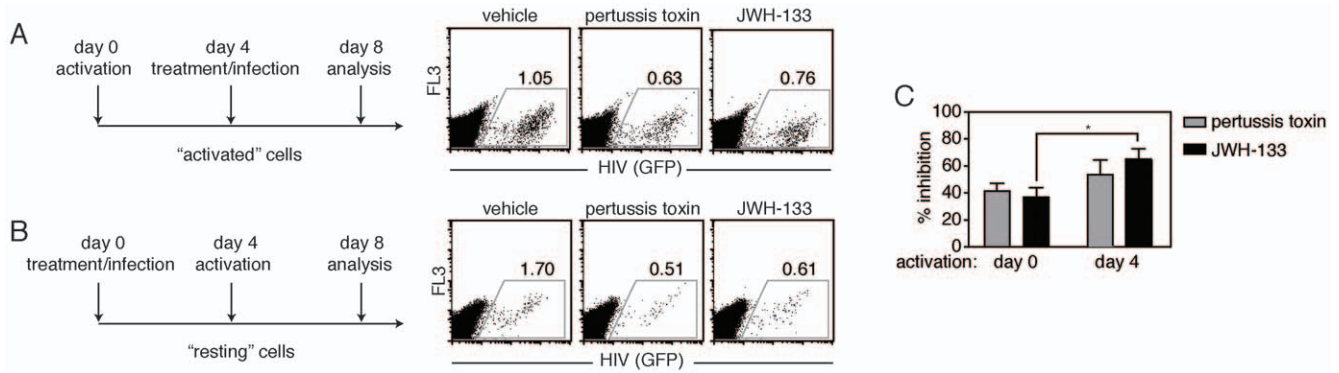 A
day 0
activation
day 4
treatment/infection
day 8
analysis
“activated” cells
vehicle
pertussis toxin
JWH-133
FL3
1.05
0.63
0.76
HIV (GFP)
B
day 0
treatment/infection
day 4
activation
day 8
analysis
“resting” cells
vehicle
pertussis toxin
JWH-133
FL3
1.70
0.51
0.61
HIV (GFP)
C
% inhibition
100
80
60
40
20
0
*
pertussis toxin
JWH-133
activation: day 0 day 4